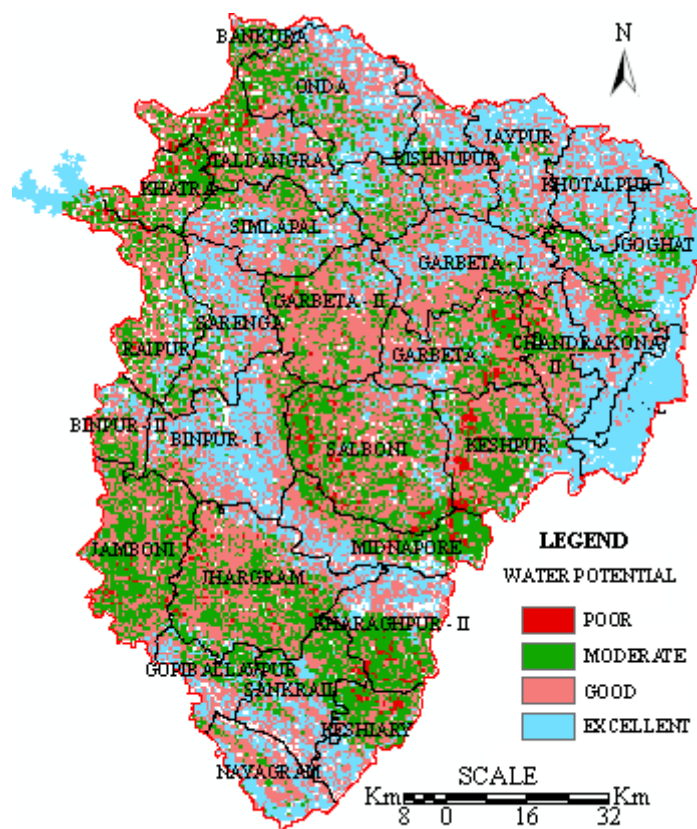 BANKURA
N
ONDA
JAYPUR
BISHNUPUR
TALDANGRA
KHATRA
KHOTALPUR
SIMLAPAL
GOGHAT
GARBETA - I
GARBETA - II
SARENGA
RAIPUR
GARBETA -
CHANDRAKONA
II
I
BINPUR - II
BINPUR - I
SALBONI
KESHPUR
JAMBONI
MIDNAPORE
JHARGRAM
KHARAGHPUR - II
GOPIBALLAVPUR
SANKRAIL
KESHIARY
NAYAGRAM
LEGEND
WATER POTENTIAL
POOR
MODERATE
GOOD
EXCELLENT
SCALE
Km Km
8 0 16 32